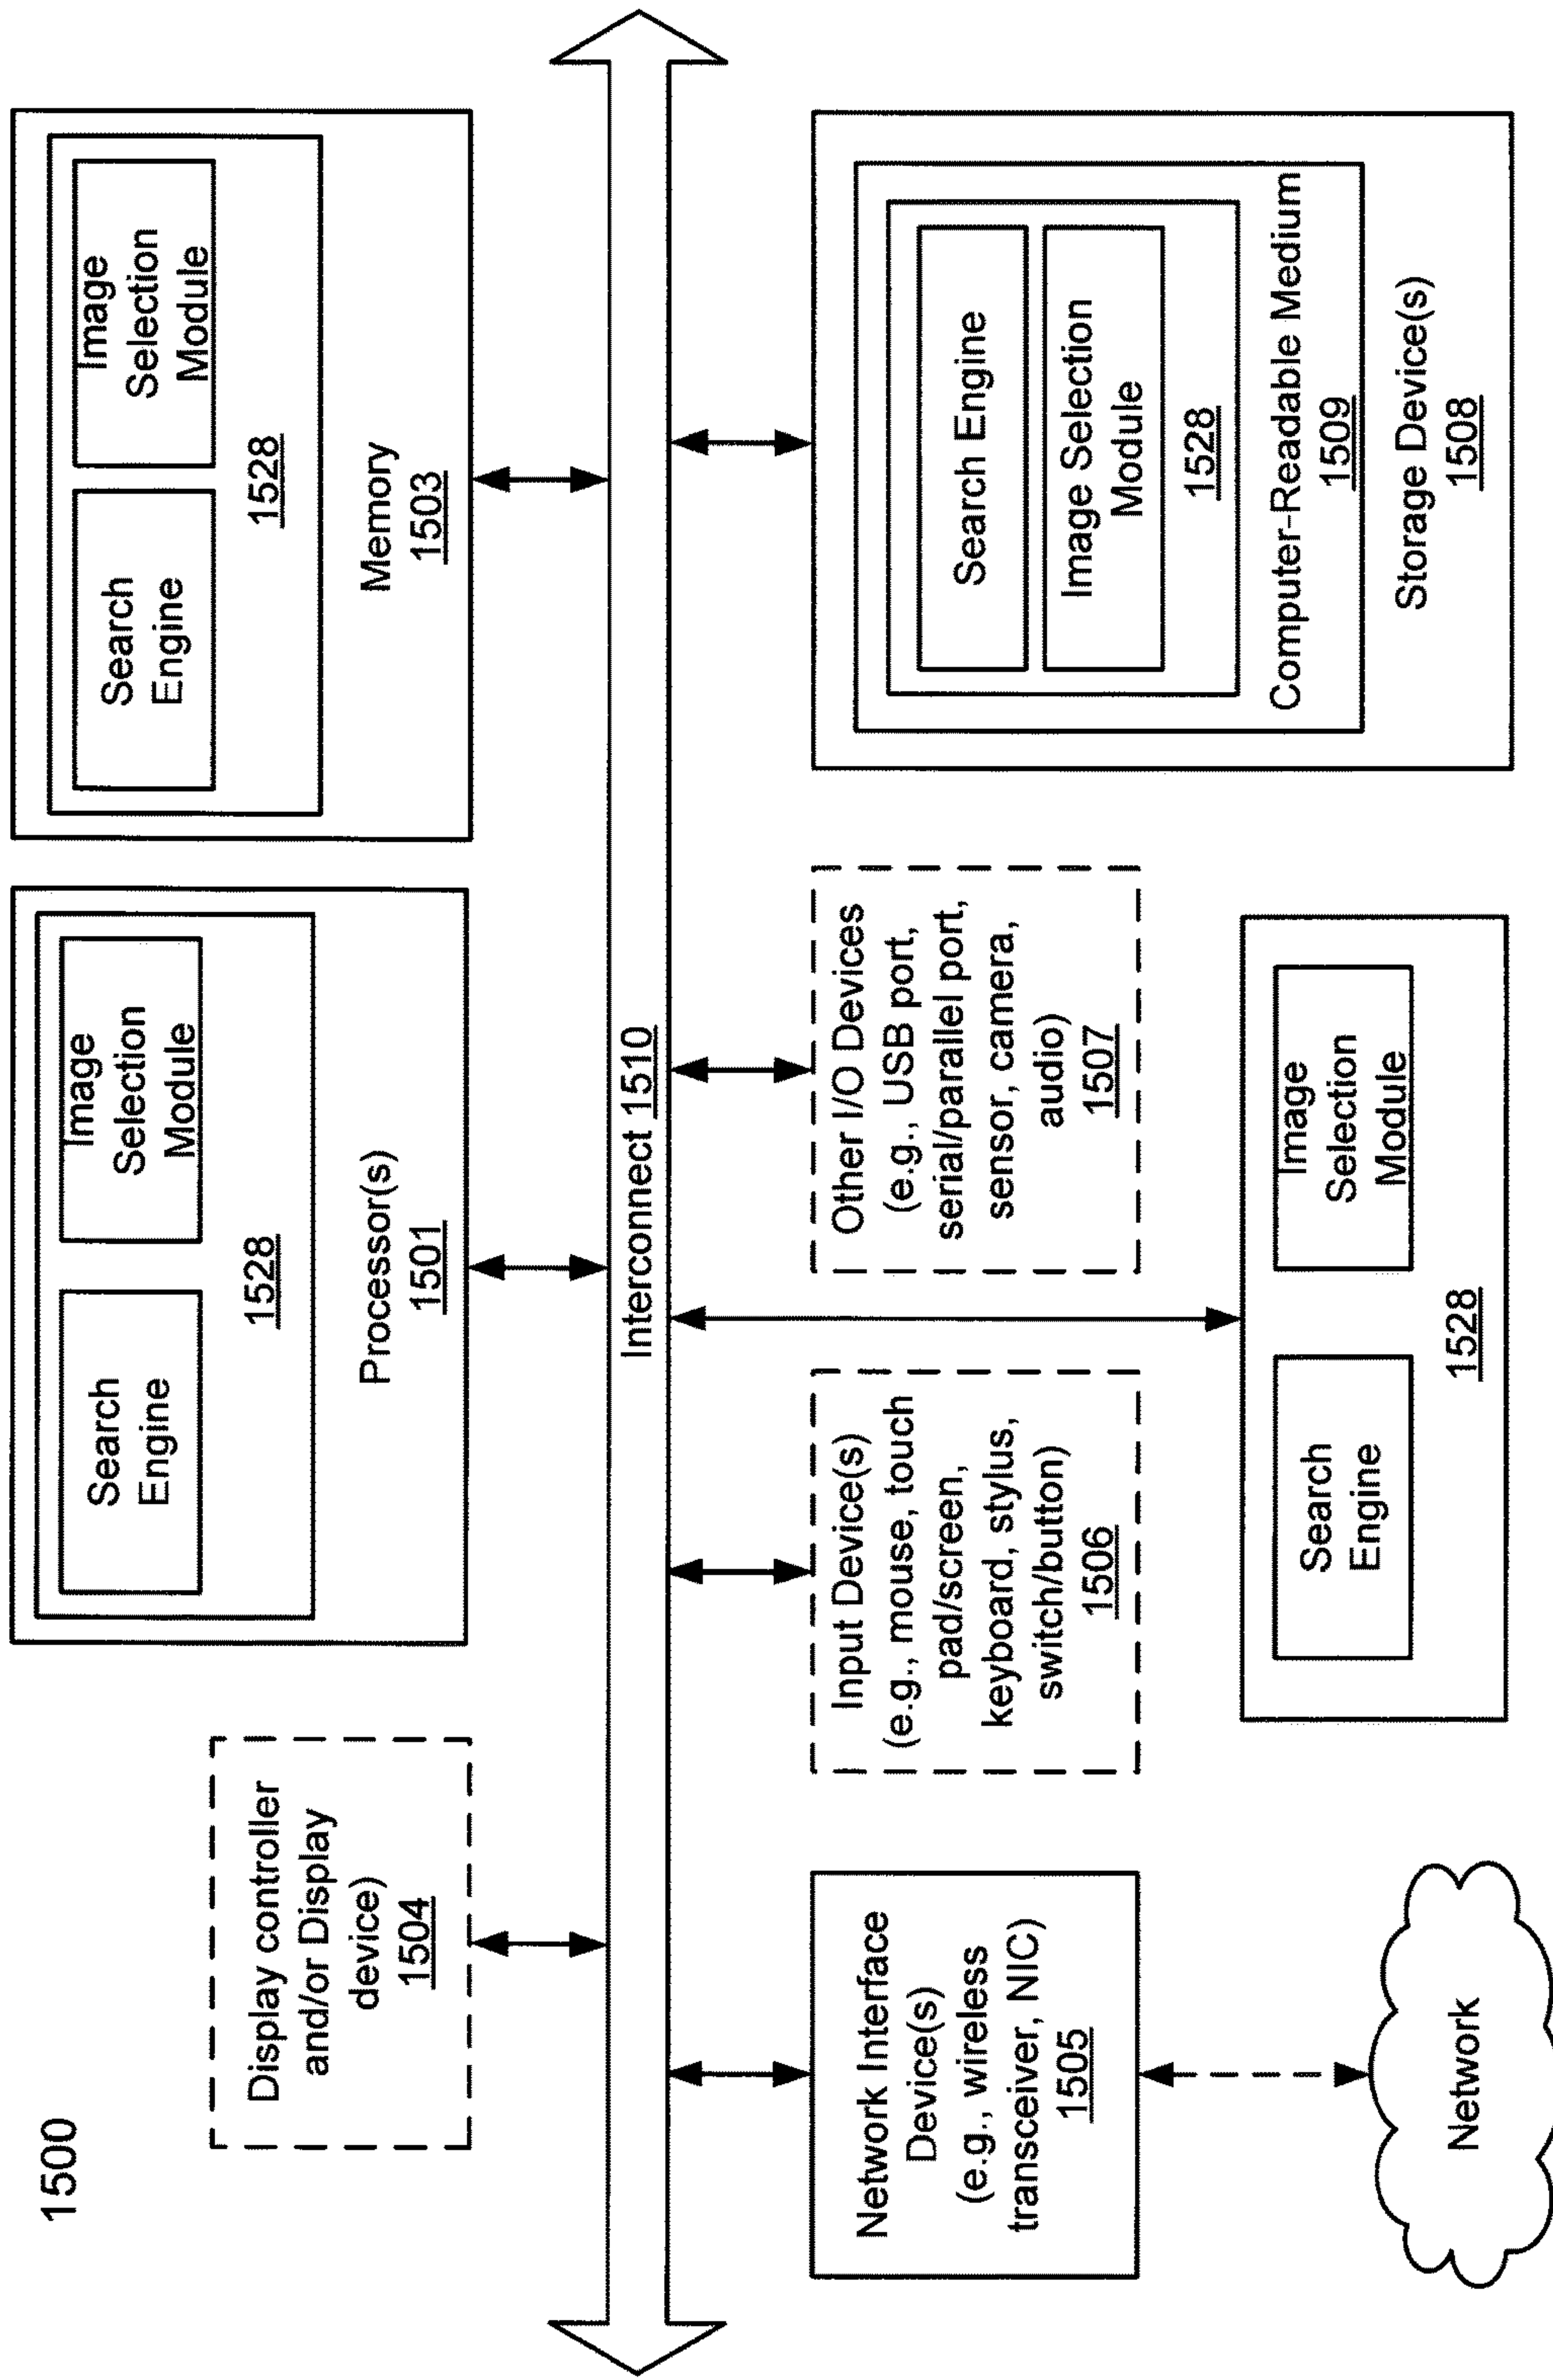 1500
Display controller
and/or Display
device)
1504
Search
Engine
Image
Selection
Module
1528
Processor(s)
1501
Search
Engine
Image
Selection
Module
1528
Memory
1503
Interconnect 1510
Network Interface
Device(s)
(e.g., wireless
transceiver, NIC)
1505
Network
Input Device(s)
(e.g., mouse, touch
pad/screen,
keyboard, stylus,
switch/button)
1506
Other I/O Devices
(e.g., USB port,
serial/parallel port,
sensor, camera,
audio)
1507
Search
Engine
Image
Selection
Module
1528
Search Engine
Image Selection
Module
1528
Computer-Readable Medium
1509
Storage Device(s)
1508